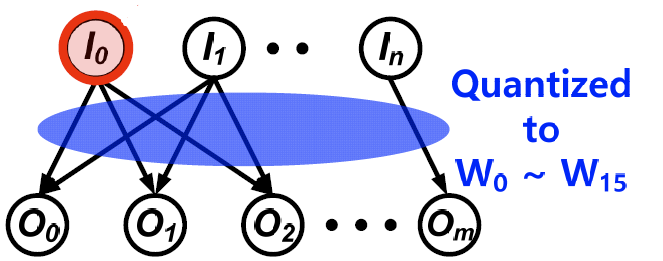 I0 I1 In
Quantized
to
W0 ~ W15
O0 O1 O2 Om